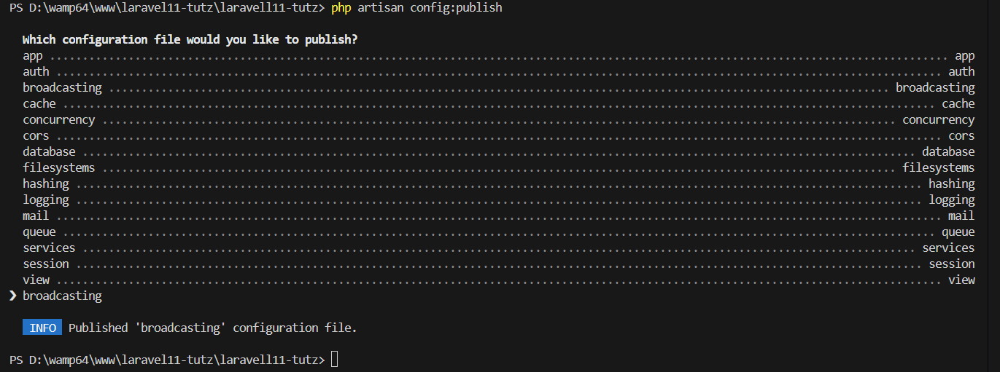 PS D:\wamp64\www\laravel11-tutz\laravell11-tutz> php artisan config:publish
Which configuration file would you like to publish?
app ........................................................................................................................................ app
auth ...................................................................................................................................... auth
broadcasting ...................................................................................................................... broadcasting
cache .................................................................................................................................... cache
concurrency ........................................................................................................................ concurrency
cors ...................................................................................................................................... cors
database .............................................................................................................................. database
filesystems ........................................................................................................................ filesystems
hashing ................................................................................................................................ hashing
logging ................................................................................................................................ logging
mail ...................................................................................................................................... mail
queue .................................................................................................................................... queue
services .............................................................................................................................. services
session ................................................................................................................................ session
view ...................................................................................................................................... view
❯ broadcasting
INFO Published 'broadcasting' configuration file.
PS D:\wamp64\www\laravel11-tutz\laravell11-tutz>